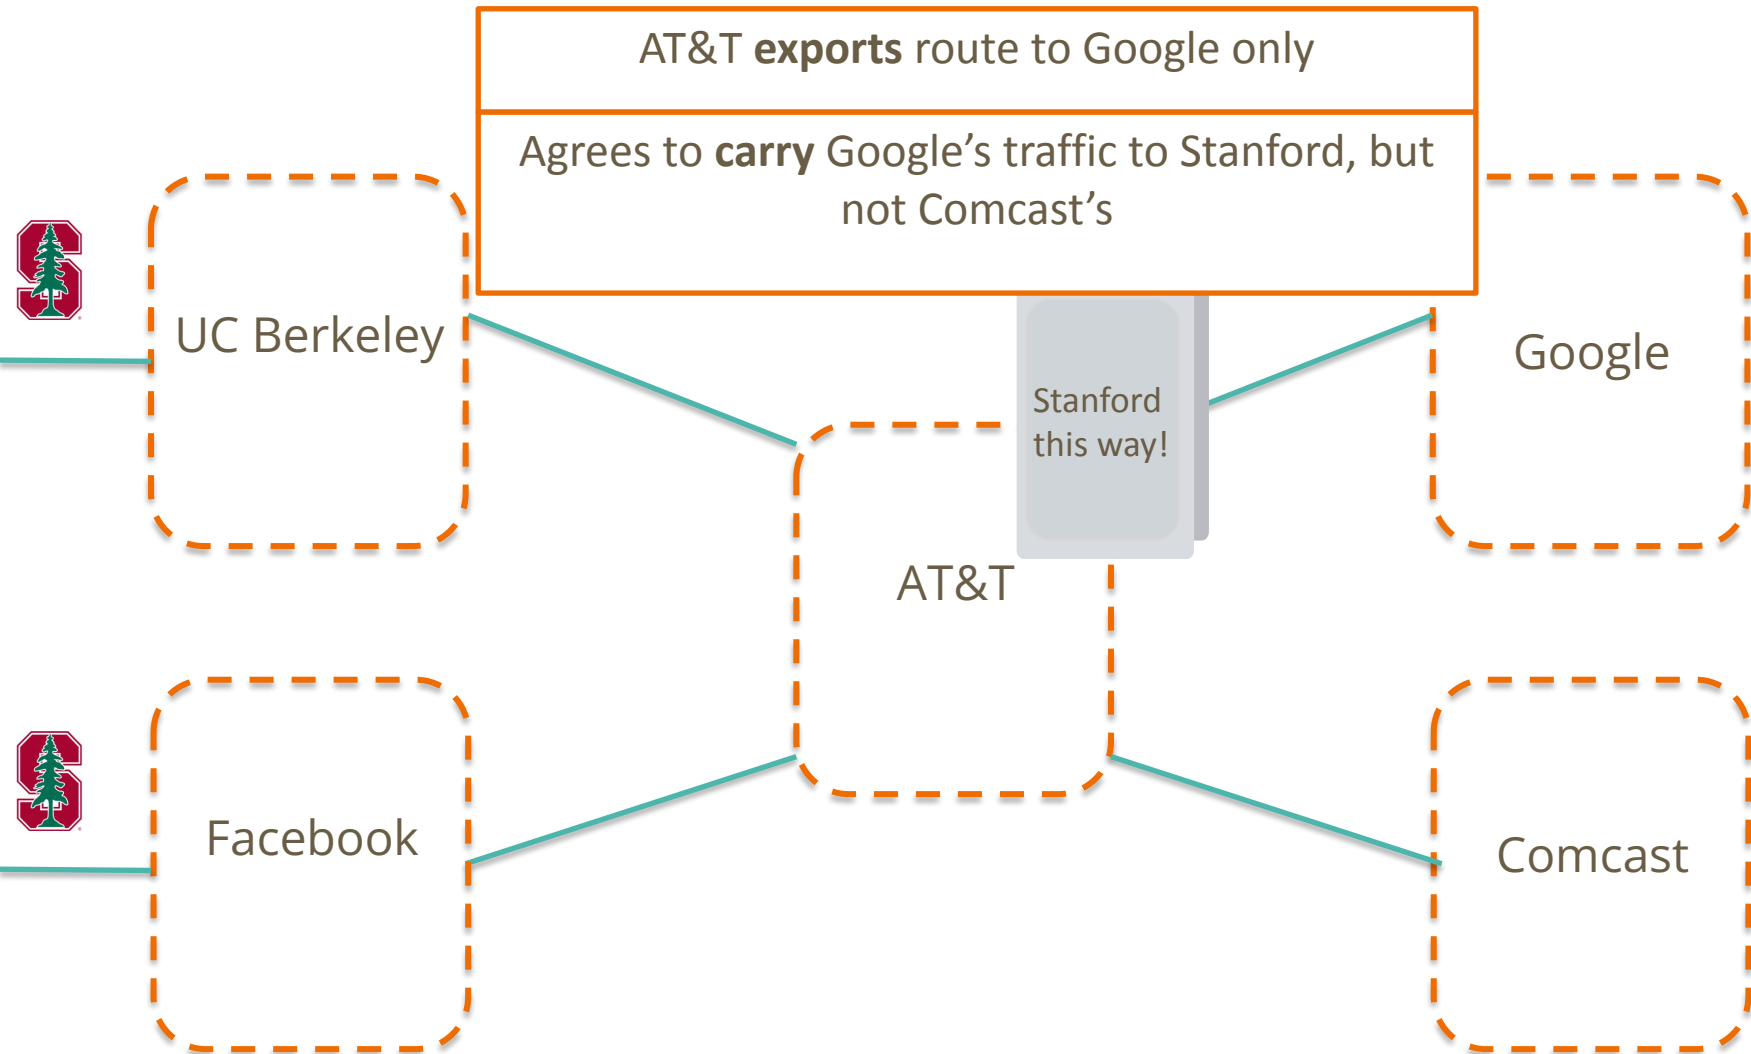 AT&T exports route to Google only
Agrees to carry Google’s traffic to Stanford, but
not Comcast’s
UC Berkeley
Google
Stanford
this way!
AT&T
Facebook
Comcast